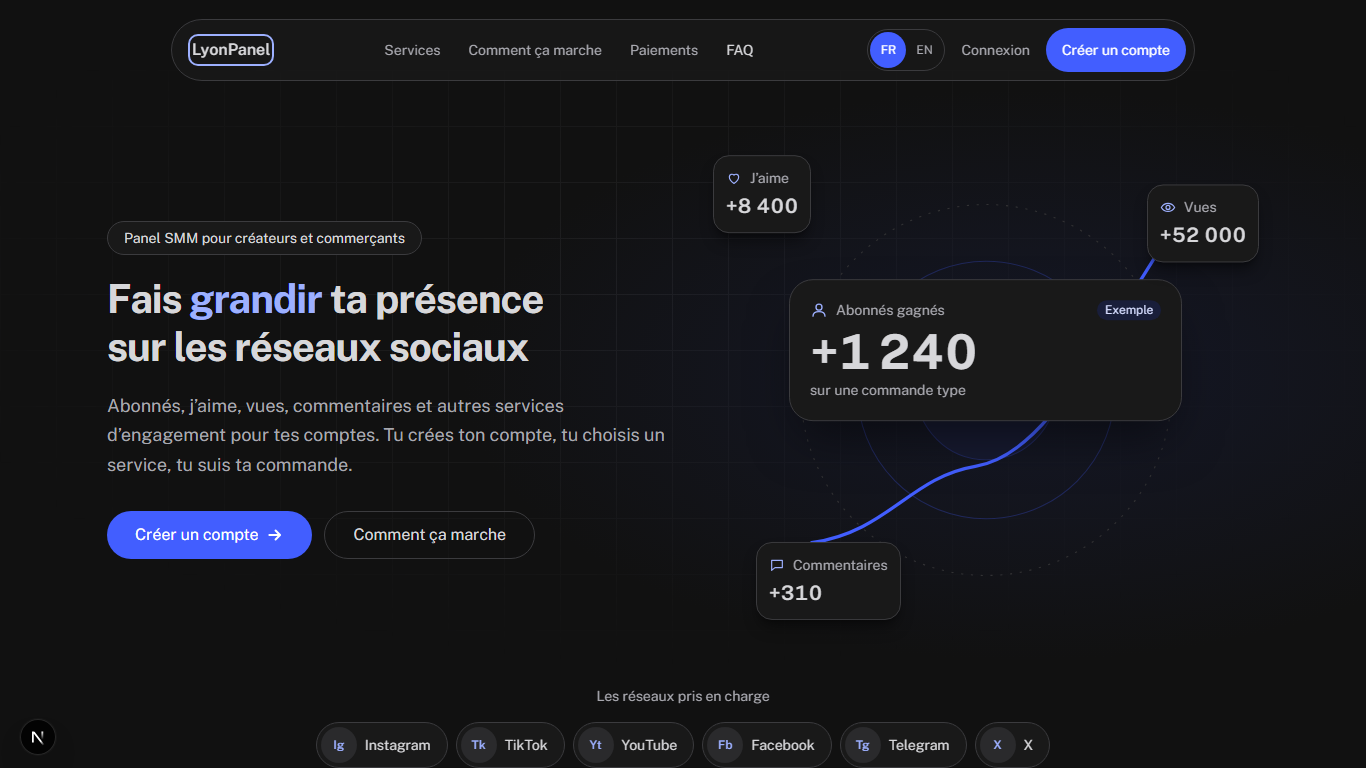 LyonPanel
Services
Comment ça marche
Paiements
FAQ
FR
EN
Connexion
Créer un compte
Panel SMM pour créateurs et commerçants
Fais grandir ta présence
sur les réseaux sociaux
Abonnés, j’aime, vues, commentaires et autres services
d’engagement pour tes comptes. Tu crées ton compte, tu choisis un
service, tu suis ta commande.
Créer un compte →
Comment ça marche
J’aime
+8 400
Vues
+52 000
Abonnés gagnés
Exemple
+1 240
sur une commande type
Commentaires
+310
Les réseaux pris en charge
Ig Instagram
Tk TikTok
Yt YouTube
Fb Facebook
Tg Telegram
X X
N